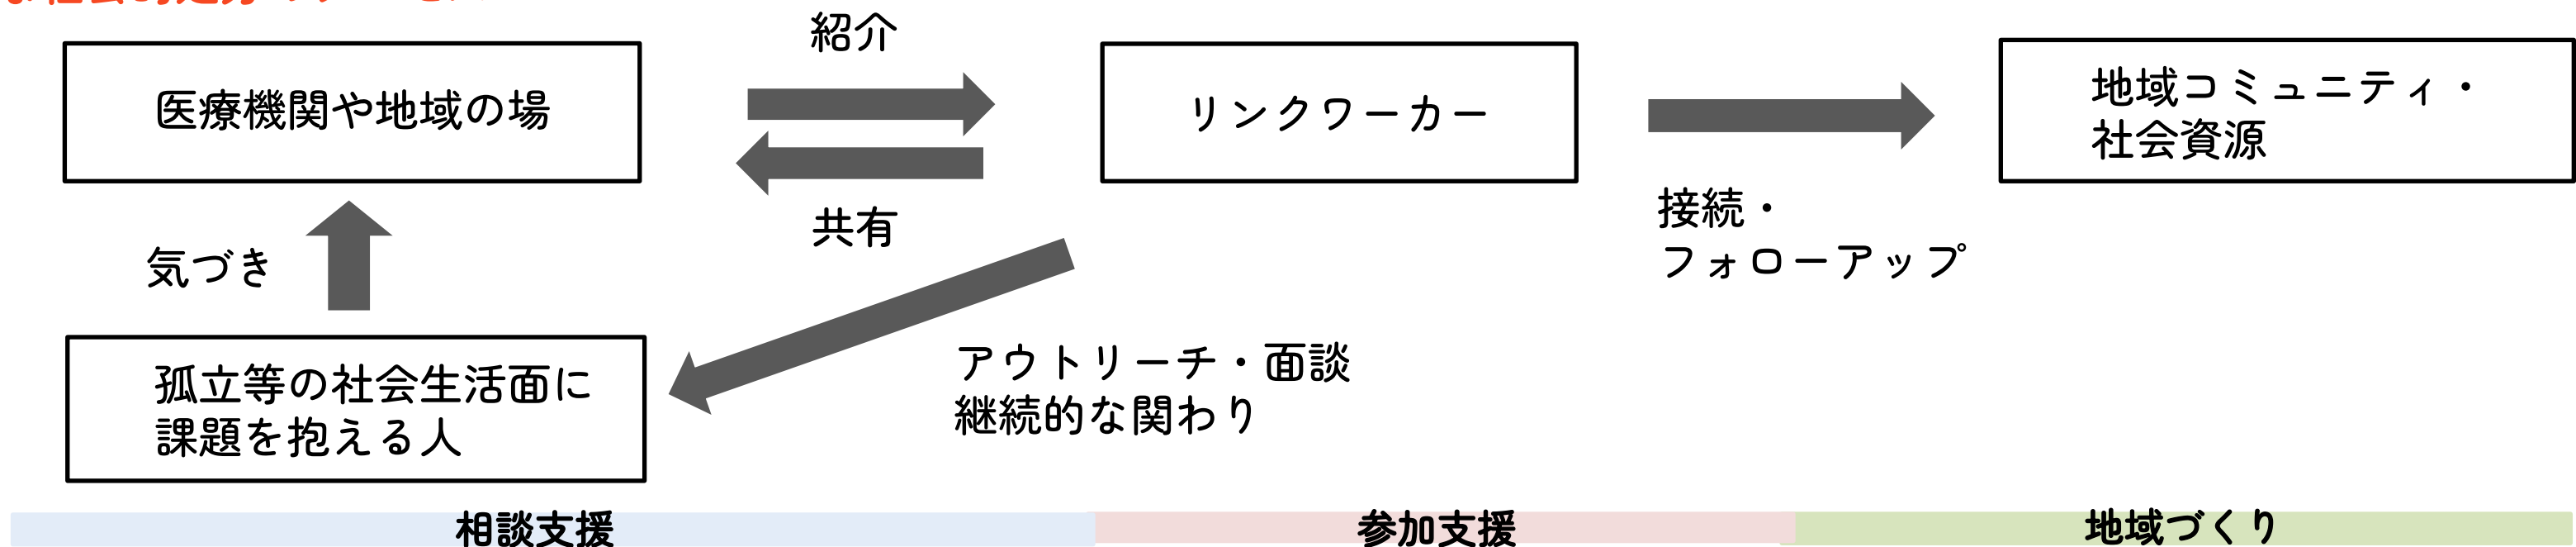 紹介
医療機関や地域の場
リンクワーカー
地域コミュニティ・
社会資源
共有
接続・
フォローアップ
気づき
孤立等の社会生活面に
課題を抱える人
アウトリーチ・面談
継続的な関わり
相談支援
参加支援
地域づくり